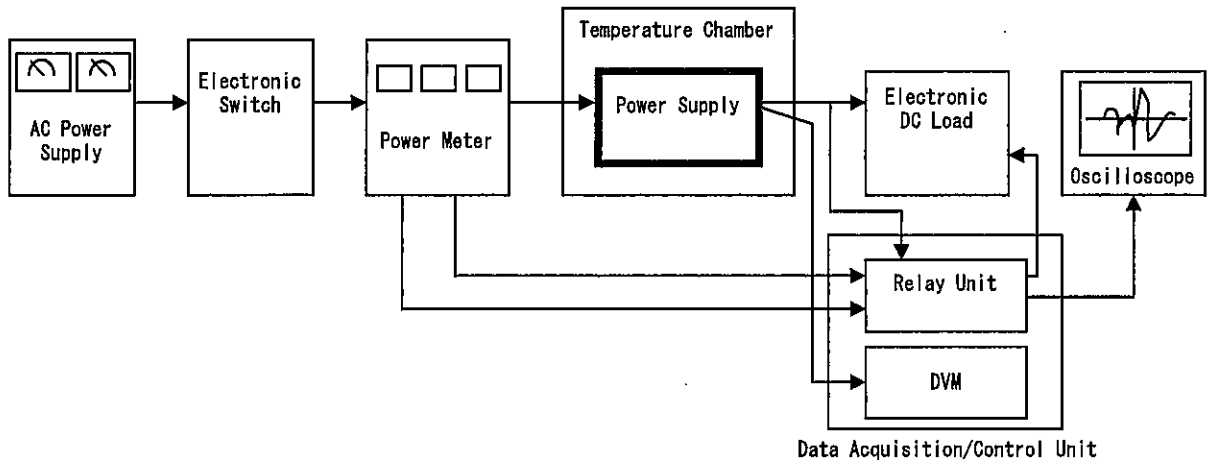 Temperature Chamber
AC Power
Supply
Electronic
Switch
Power Meter
Power Supply
Electronic
DC Load
Oscilloscope
Relay Unit
DVM
Data Acquisition/Control Unit